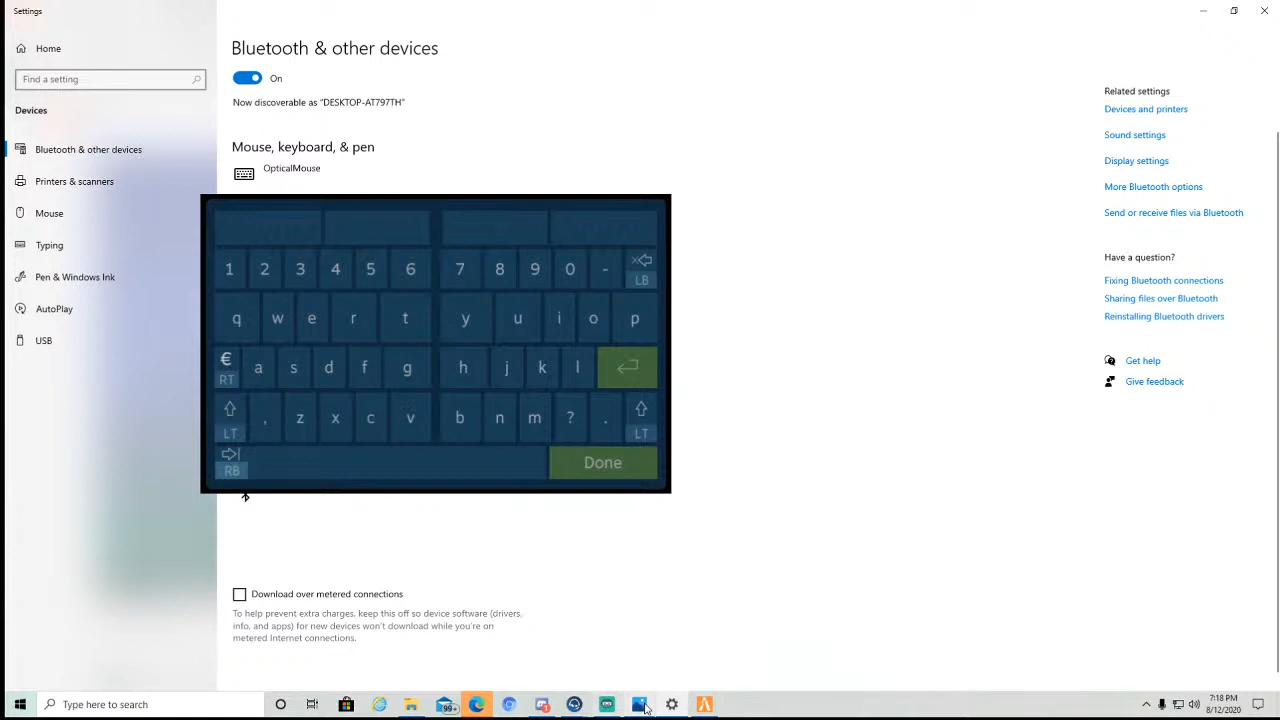 Settings
Home
Find a setting
Devices
Bluetooth & other devices
Printers & scanners
Mouse
Typing
Pen & Windows Ink
AutoPlay
USB
Bluetooth & other devices
On
Now discoverable as “DESKTOP-AT797TH”
Mouse, keyboard, & pen
OpticalMouse
1 2 3 4 5 6 7 8 9 0 -
LB
q w e r t y u i o p
€ a s d f g h j k l
RT
, z x c v b n m ? .
LT LT
RB
Done
Download over metered connections
To help prevent extra charges, keep this off so device software (drivers,
info, and apps) for new devices won’t download while you’re on
metered Internet connections.
Related settings
Devices and printers
Sound settings
Display settings
More Bluetooth options
Send or receive files via Bluetooth
Have a question?
Fixing Bluetooth connections
Sharing files over Bluetooth
Reinstalling Bluetooth drivers
Get help
Give feedback
Type here to search
99+
7:18 PM
8/12/2020